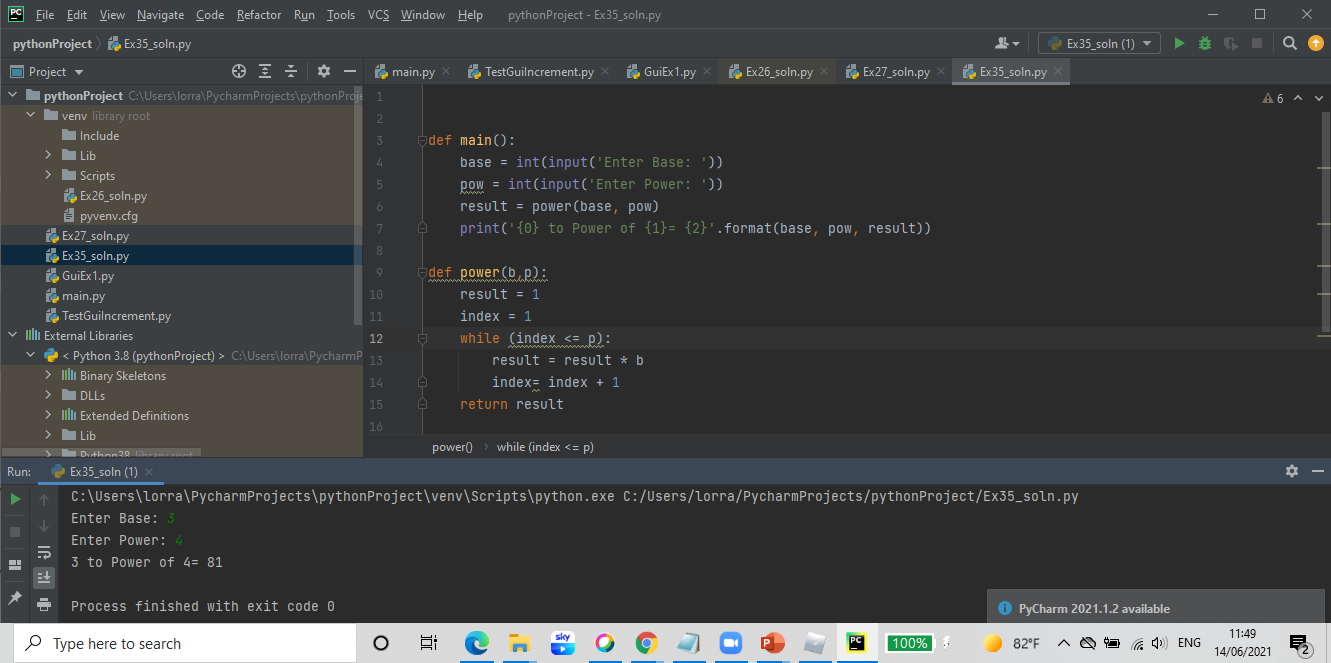 PC File Edit View Navigate Code Refactor Run Tools VCS Window Help pythonProject - Ex35_soln.py
pythonProject Ex35_soln.py Ex35_soln (1)
Project main.py TestGuiIncrement.py GuiEx1.py Ex26_soln.py Ex27_soln.py Ex35_soln.py
pythonProject C:\Users\lorra\PycharmProjects\pythonProje
venv library root
Include
Lib
Scripts
Ex26_soln.py
pyvenv.cfg
Ex27_soln.py
Ex35_soln.py
GuiEx1.py
main.py
TestGuiIncrement.py
External Libraries
< Python 3.8 (pythonProject) > C:\Users\lorra\PycharmP
Binary Skeletons
DLLs
Extended Definitions
Lib
Python38 library root
6
1
2
3 def main():
4 base = int(input('Enter Base: '))
5 pow = int(input('Enter Power: '))
6 result = power(base, pow)
7 print('{0} to Power of {1}= {2}'.format(base, pow, result))
8
9 def power(b,p):
10 result = 1
11 index = 1
12 while (index <= p):
13 result = result * b
14 index= index + 1
15 return result
16
power() while (index <= p)
Run: Ex35_soln (1)
C:\Users\lorra\PycharmProjects\pythonProject\venv\Scripts\python.exe C:/Users/lorra/PycharmProjects/pythonProject/Ex35_soln.py
Enter Base: 3
Enter Power: 4
3 to Power of 4= 81
Process finished with exit code 0
PyCharm 2021.1.2 available
Type here to search
sky
PC
100%
82°F
ENG
11:49
14/06/2021
2